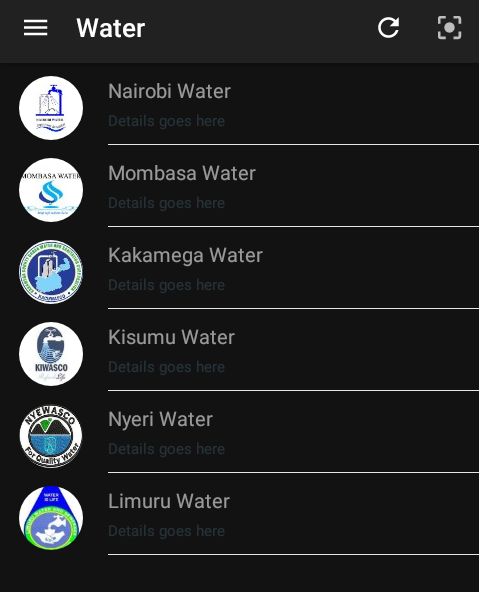 Water
NAIROBI WATER
Nairobi Water
Details goes here
MOMBASA WATER
Mombasa Water
Details goes here
KACUWASCO
Kakamega Water
Details goes here
KIWASCO
Kisumu Water
Details goes here
NYEWASCO
For Quality Water
Nyeri Water
Details goes here
WATER
IS LIFE
Limuru Water
Details goes here